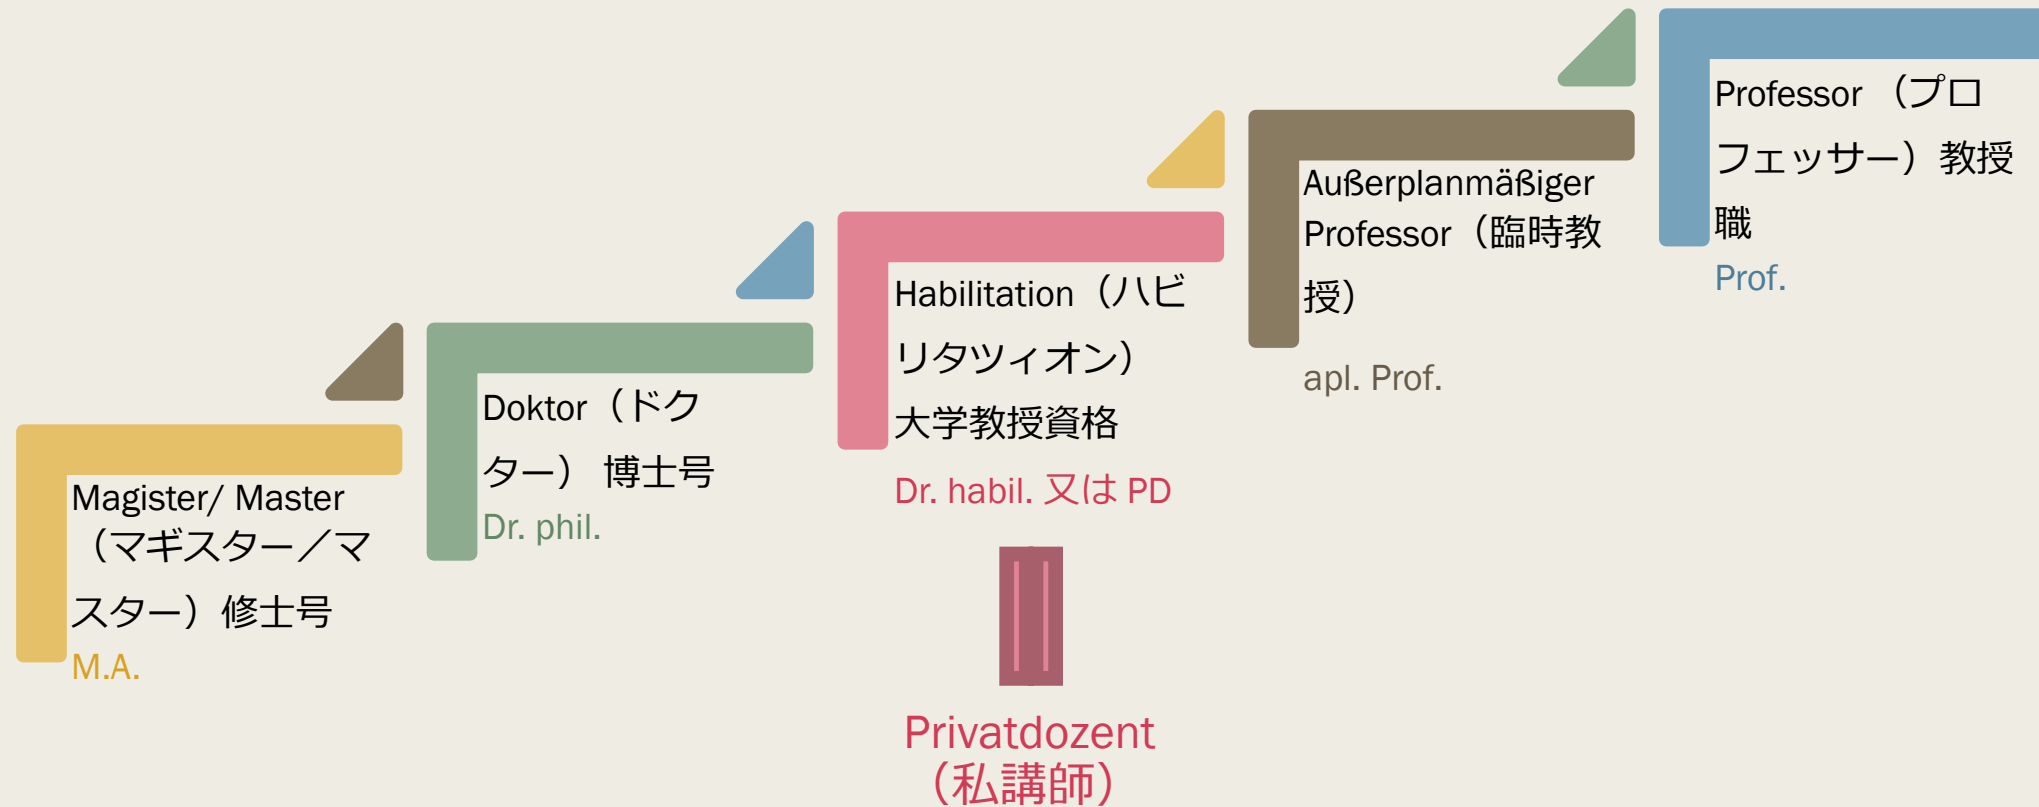 Magister/ Master
（マギスター／マ
スター）修士号
M.A.
Doktor（ドク
ター） 博士号
Dr. phil.
Habilitation（ハビ
リタツィオン）
大学教授資格
Dr. habil. 又は PD
Privatdozent
（私講師）
Außerplanmäßiger
Professor（臨時教
授）
apl. Prof.
Professor （プロ
フェッサー）教授
職
Prof.